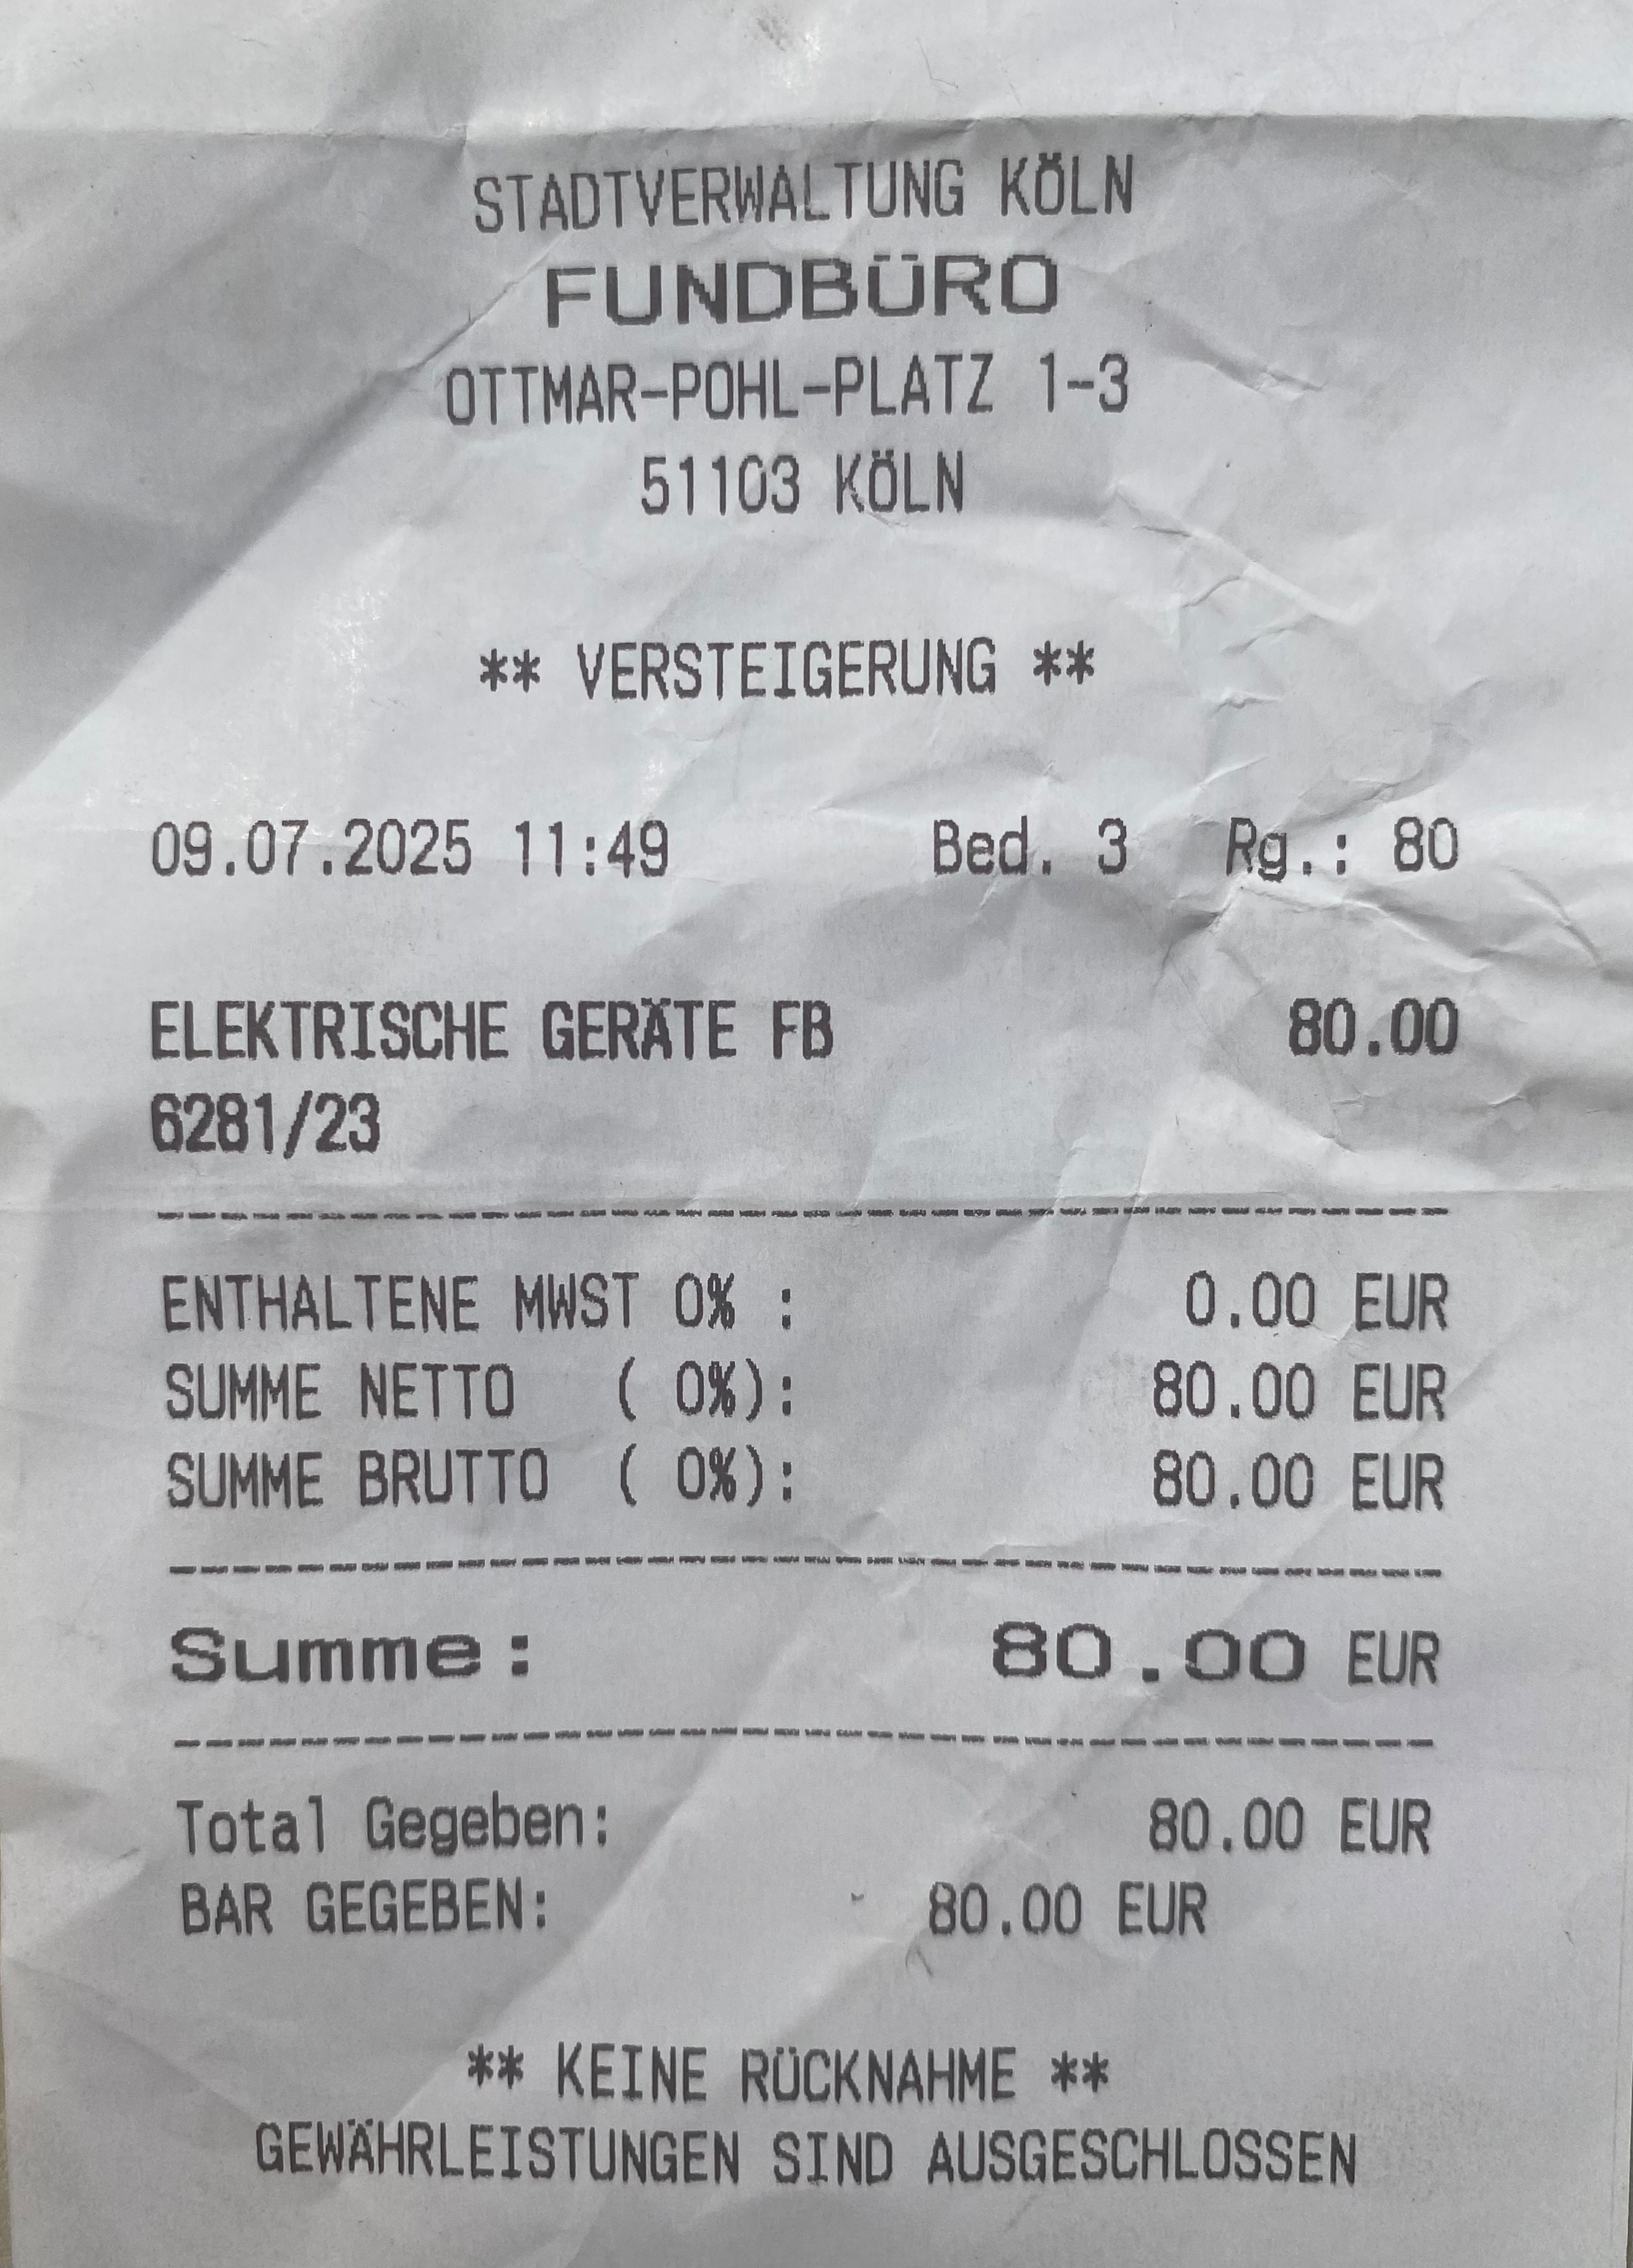 STADTVERWALTUNG KÖLN
FUNDBÜRO
OTTMAR-POHL-PLATZ 1-3
51103 KÖLN
** VERSTEIGERUNG **
09.07.2025 11:49 Bed. 3 Rg.: 80
ELEKTRISCHE GERÄTE FB 80.00
6281/23
ENTHALTENE MWST 0% : 0.00 EUR
SUMME NETTO ( 0%): 80.00 EUR
SUMME BRUTTO ( 0%): 80.00 EUR
Summe: 80.00 EUR
Total Gegeben: 80.00 EUR
BAR GEGEBEN: 80.00 EUR
** KEINE RÜCKNAHME **
GEWÄHRLEISTUNGEN SIND AUSGESCHLOSSEN